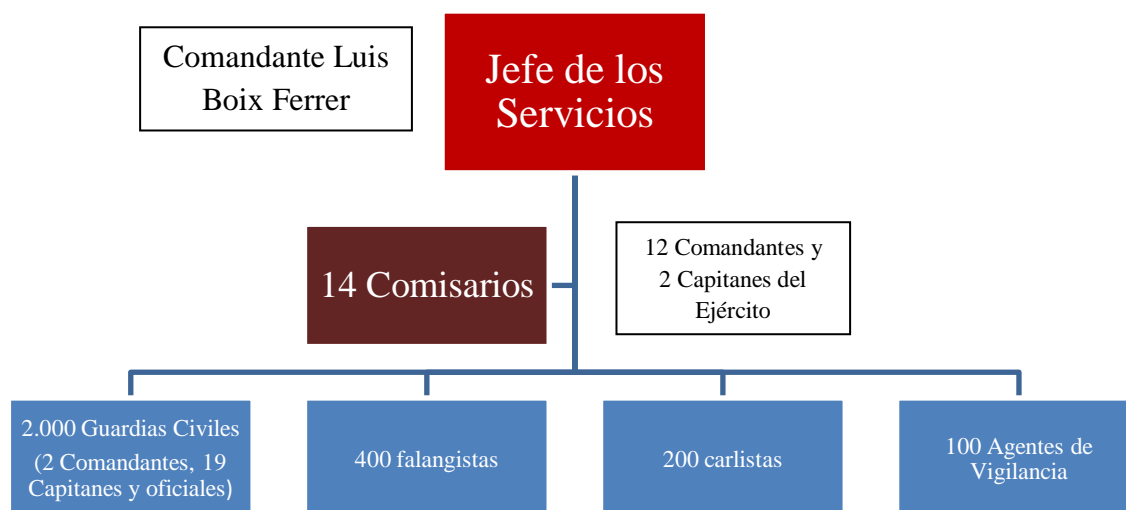 Comandante Luis
Boix Ferrer
Jefe de los
Servicios
14 Comisarios
12 Comandantes y
2 Capitanes del
Ejército
2.000 Guardias Civiles
(2 Comandantes, 19
Capitanes y oficiales)
400 falangistas
200 carlistas
100 Agentes de
Vigilancia